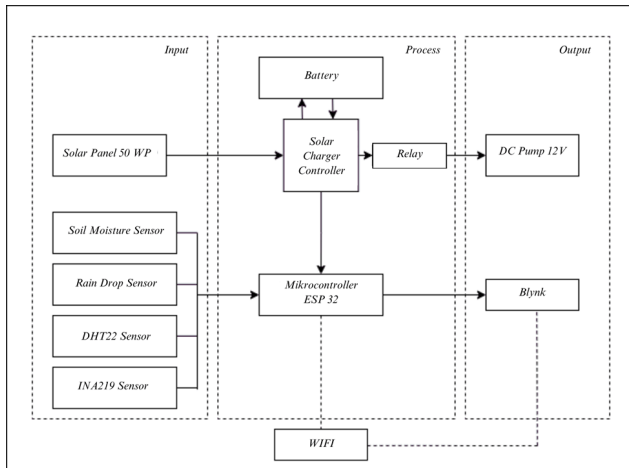 Input
Process
Output
Battery
Solar Panel 50 WP
Solar
Charger
Controller
Relay
DC Pump 12V
Soil Moisture Sensor
Rain Drop Sensor
Mikrocontroller
ESP 32
Blynk
DHT22 Sensor
INA219 Sensor
WIFI